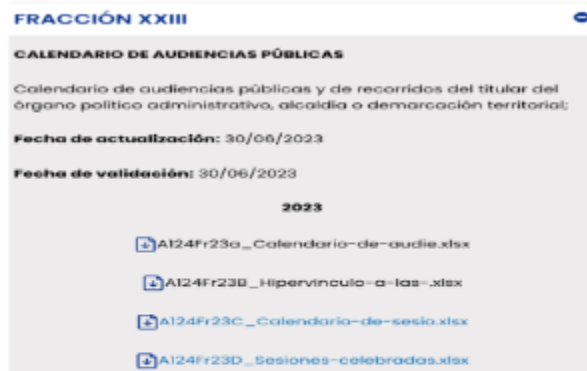 FRACCIÓN XXIII
CALENDARIO DE AUDIENCIAS PÚBLICAS
Calendario de audiencias públicas y de recorridos del titular del
órgano político administrativo, alcaldía o demarcación territorial;
Fecha de actualización: 30/06/2023
Fecha de validación: 30/06/2023
2023
A124Fr23a_Calendario-de-audie.xlsx
A124Fr23B_Hipervinculo-a-las-.xlsx
A124Fr23C_Calendario-de-sesio.xlsx
A124Fr23D_Sesiones-celebradas.xlsx